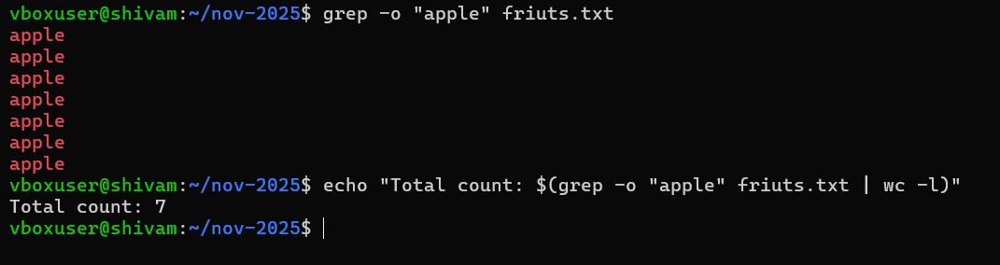 vboxuser@shivam:~/nov-2025$ grep -o "apple" friuts.txt
apple
apple
apple
apple
apple
apple
apple
vboxuser@shivam:~/nov-2025$ echo "Total count: $(grep -o "apple" friuts.txt | wc -l)"
Total count: 7
vboxuser@shivam:~/nov-2025$